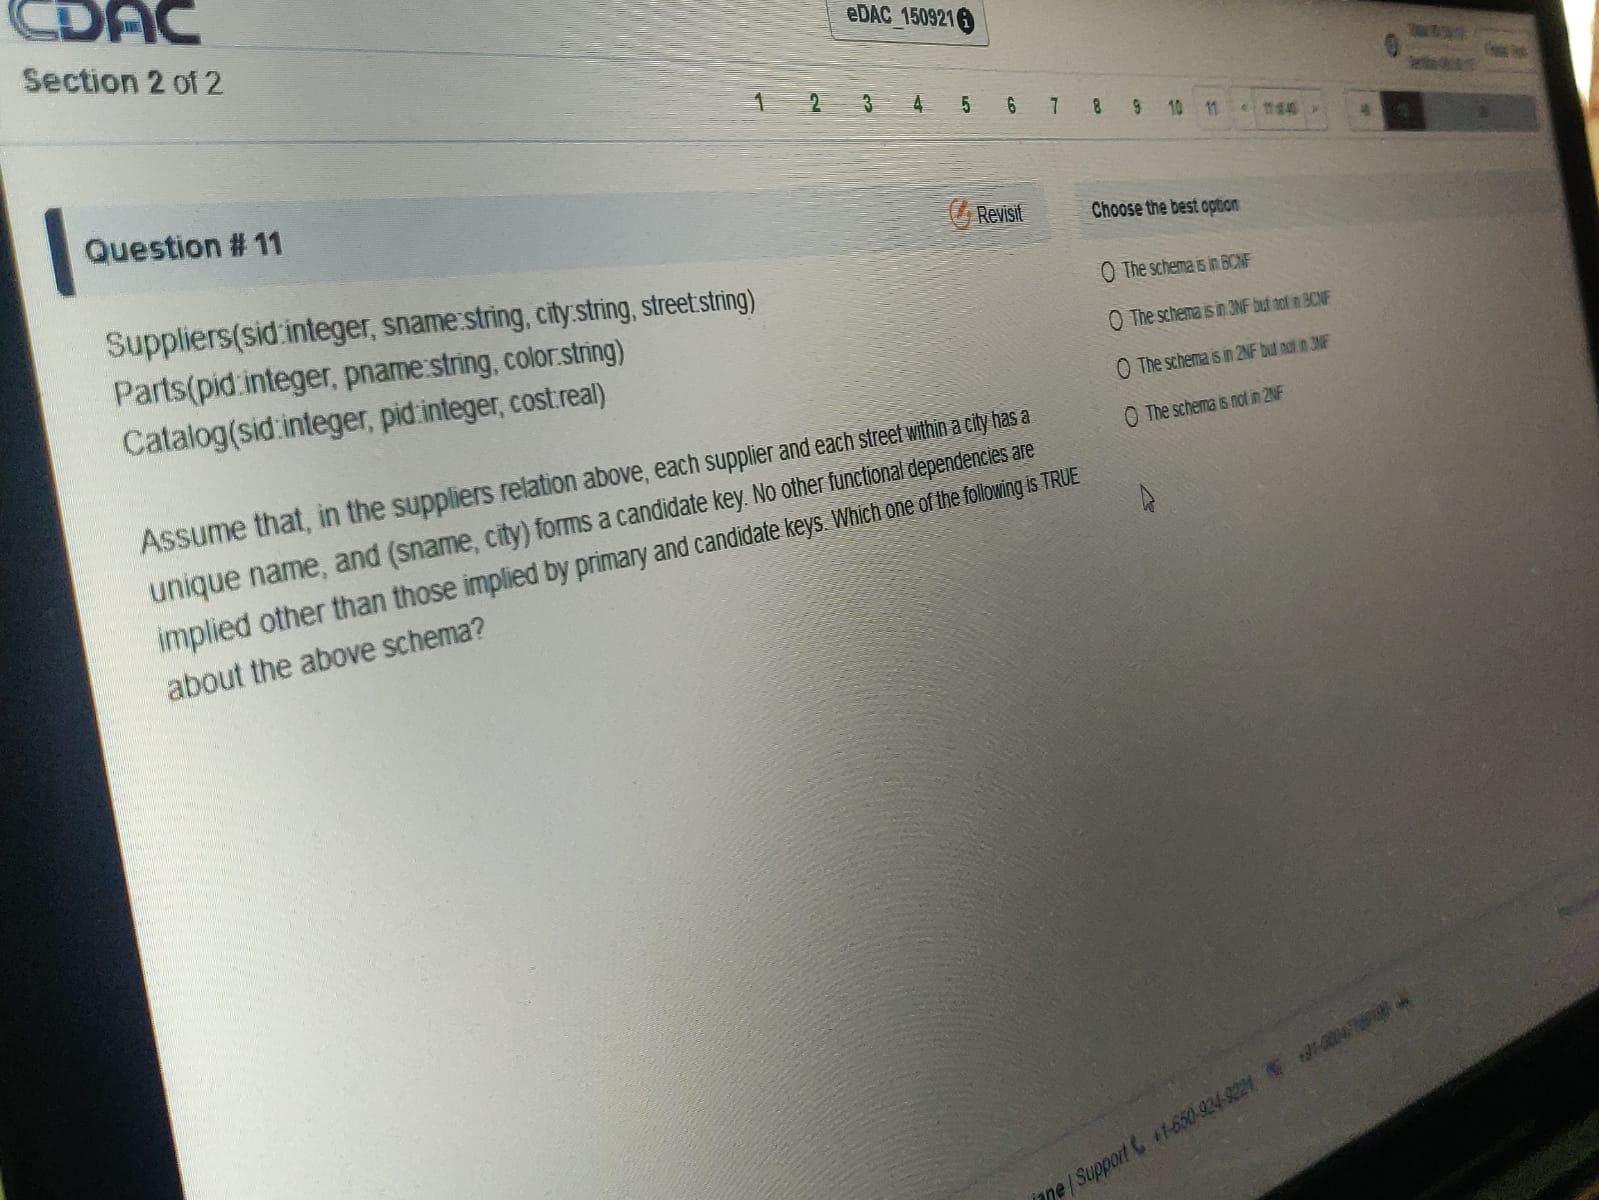 CDAC
eDAC_150921
Section 2 of 2
1 2 3 4 5 6 7 8 9 10 11
Question # 11
Revisit
Choose the best option
Suppliers(sid:integer, sname:string, city:string, street:string)
Parts(pid:integer, pname:string, color:string)
Catalog(sid:integer, pid:integer, cost:real)
The schema is in BCNF
The schema is in 3NF but not in BCNF
The schema is in 2NF but not in 3NF
The schema is not in 2NF
Assume that, in the suppliers relation above, each supplier and each street within a city has a
unique name, and (sname, city) forms a candidate key. No other functional dependencies are
implied other than those implied by primary and candidate keys. Which one of the following is TRUE
about the above schema?
| Support +1-650-924-9221